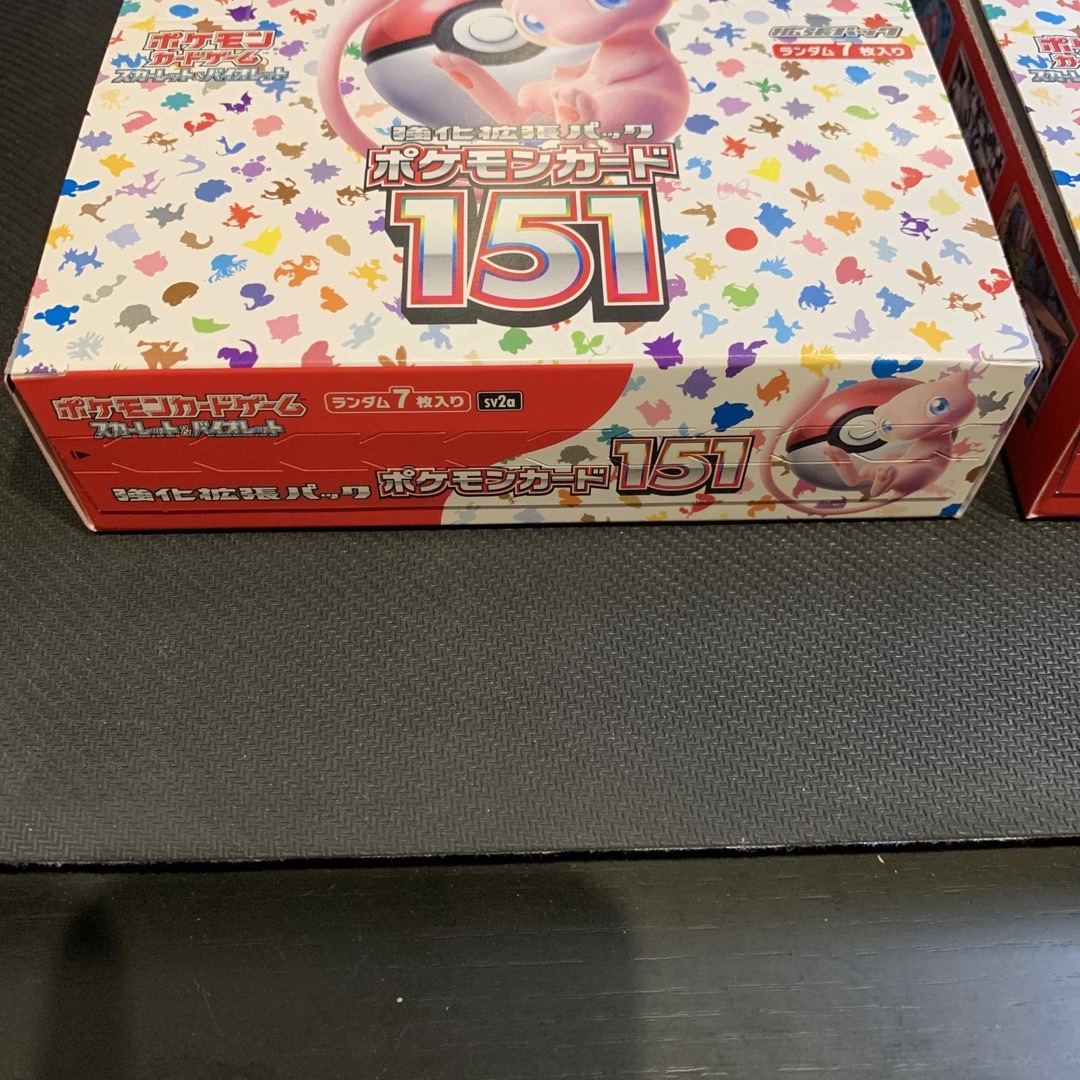 ポケモン
カードゲーム
スカーレット&バイオレット
拡張パック
ランダム7枚入り
強化拡張パック
ポケモンカード
151
ポケモンカードゲーム
スカーレット&バイオレット
ランダム7枚入り sv2a
強化拡張パック ポケモンカード151